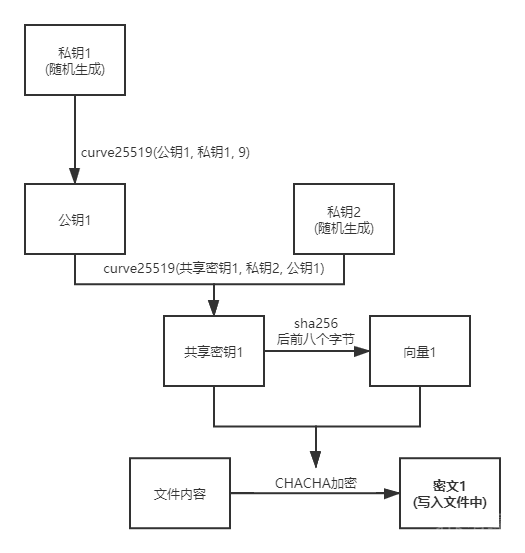 私钥1
(随机生成)
curve25519(公钥1, 私钥1, 9)
公钥1
私钥2
(随机生成)
curve25519(共享密钥1, 私钥2, 公钥1)
共享密钥1
sha256
后前八个字节
向量1
文件内容
CHACHA加密
密文1
(写入文件中)